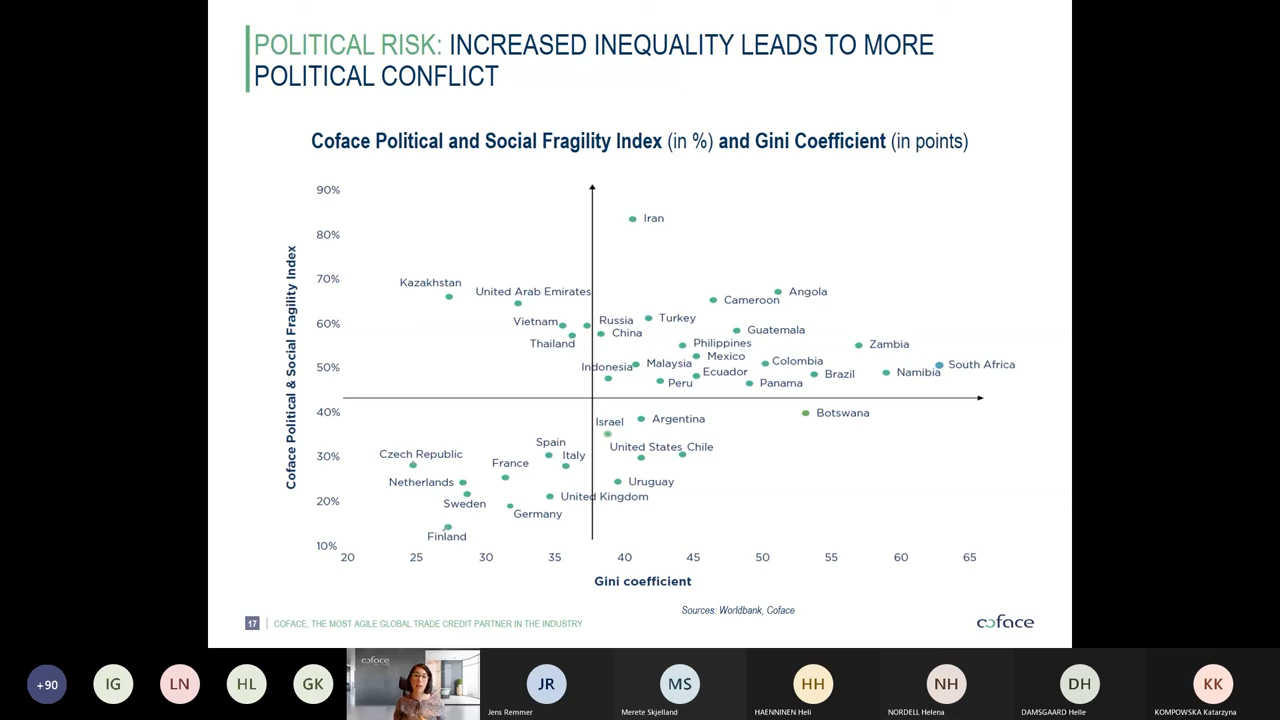 POLITICAL RISK: INCREASED INEQUALITY LEADS TO MORE
POLITICAL CONFLICT
Coface Political and Social Fragility Index (in %) and Gini Coefficient (in points)
Coface Political & Social Fragility Index
90%
80%
70%
60%
50%
40%
30%
20%
10%
Iran
Kazakhstan
United Arab Emirates
Angola
Cameroon
Vietnam
Russia
Turkey
Thailand
China
Guatemala
Philippines
Zambia
Indonesia
Malaysia
Mexico
Colombia
South Africa
Peru
Ecuador
Panama
Brazil
Namibia
Botswana
Israel
Argentina
Spain
United States
Chile
Czech Republic
France
Italy
Netherlands
Uruguay
Sweden
United Kingdom
Germany
Finland
20
25
30
35
40
45
50
55
60
65
Gini coefficient
Sources: Worldbank, Coface
17
COFACE, THE MOST AGILE GLOBAL TRADE CREDIT PARTNER IN THE INDUSTRY
coface
+90
IG
LN
HL
GK
coface
JR
Jens Remmer
MS
Merete Skjelland
HH
HAENNINEN Heli
NH
NORDELL Helena
DH
DAMSGAARD Helle
KK
KOMPOWSKA Katarzyna